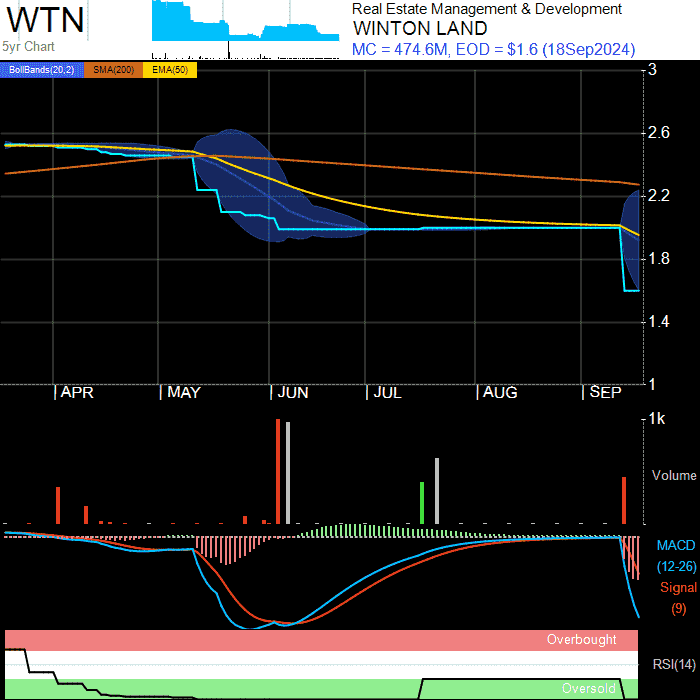 WTN
5yr Chart
Real Estate Management & Development
WINTON LAND
MC = 474.6M, EOD = $1.6 (18Sep2024)
BollBands(20,2) SMA(200) EMA(50)
3
2.6
2.2
1.8
1.4
1
APR MAY JUN JUL AUG SEP
1k
Volume
MACD
(12-26)
Signal
(9)
Overbought
RSI(14)
Oversold